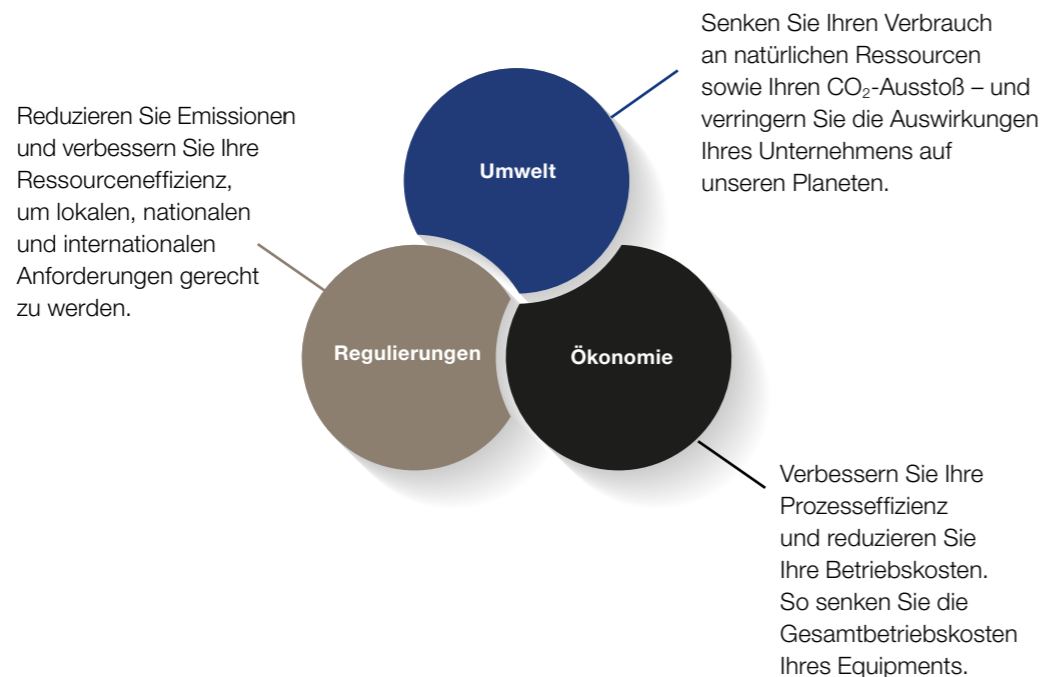 Senken Sie Ihren Verbrauch
an natürlichen Ressourcen
sowie Ihren CO₂-Ausstoß – und
verringern Sie die Auswirkungen
Ihres Unternehmens auf
unseren Planeten.
Reduzieren Sie Emissionen
und verbessern Sie Ihre
Ressourceneffizienz,
um lokalen, nationalen
und internationalen
Anforderungen gerecht
zu werden.
Umwelt
Regulierungen
Ökonomie
Verbessern Sie Ihre
Prozesseffizienz
und reduzieren Sie
Ihre Betriebskosten.
So senken Sie die
Gesamtbetriebskosten
Ihres Equipments.